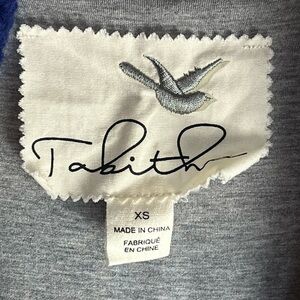 Tabitha
XS
MADE IN CHINA
FABRIQUÉ
EN CHINE